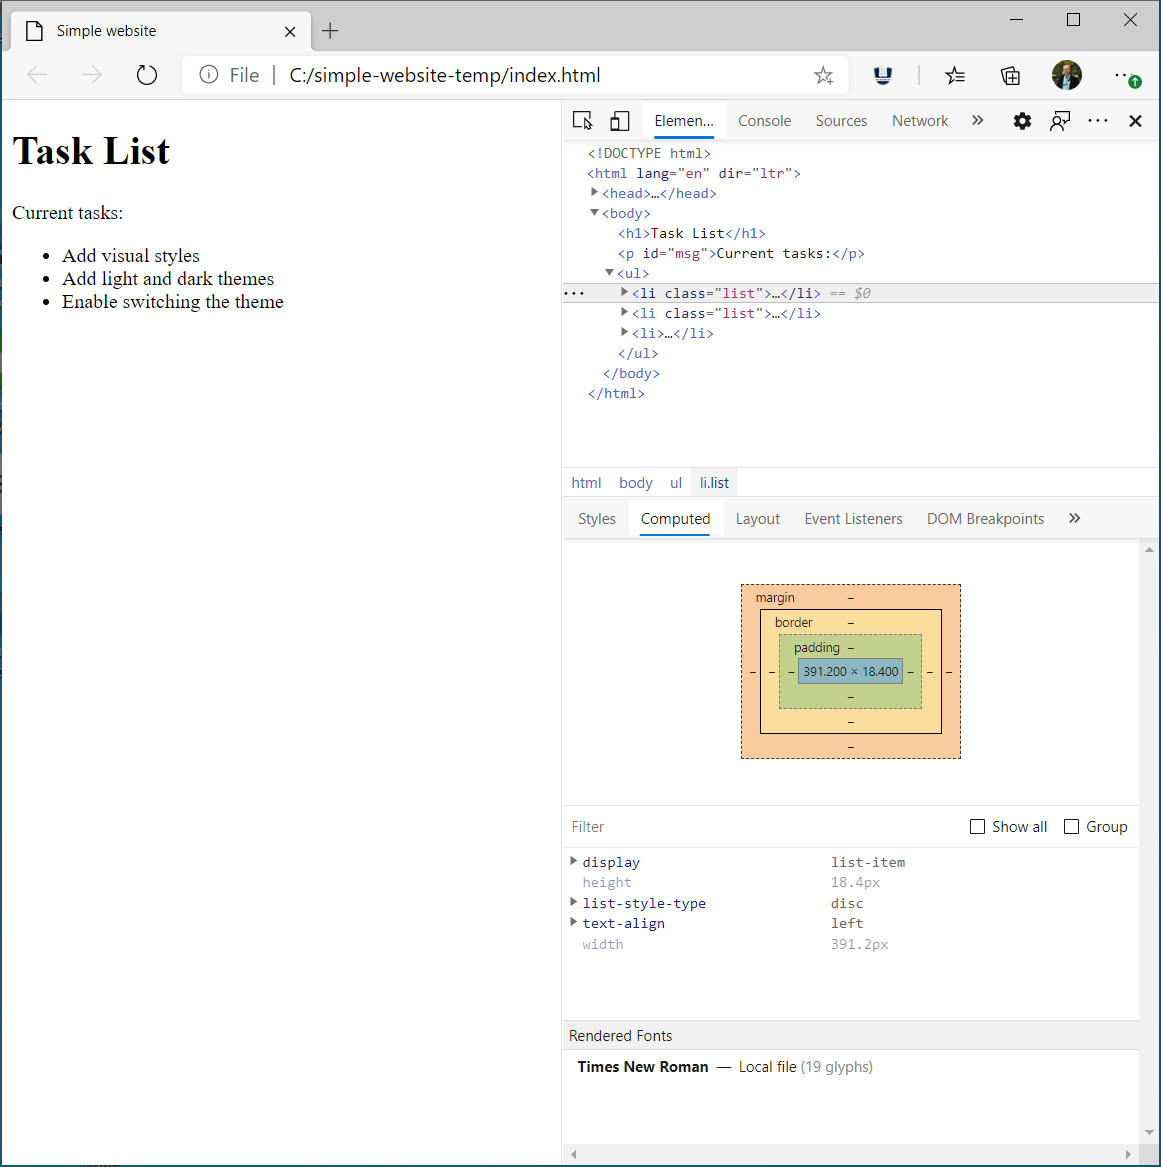 Simple website
File | C:/simple-website-temp/index.html
Task List
Current tasks:
• Add visual styles
• Add light and dark themes
• Enable switching the theme
Elemen... Console Sources Network
<!DOCTYPE html>
<html lang="en" dir="ltr">
<head>…</head>
<body>
<h1>Task List</h1>
<p id="msg">Current tasks:</p>
<ul>
<li class="list">…</li> == $0
<li class="list">…</li>
<li>…</li>
</ul>
</body>
</html>
html body ul li.list
Styles Computed Layout Event Listeners DOM Breakpoints
margin –
border –
padding –
– – – 391.200 × 18.400 – – –
–
–
–
Filter Show all Group
display list-item
height 18.4px
list-style-type disc
text-align left
width 391.2px
Rendered Fonts
Times New Roman — Local file (19 glyphs)